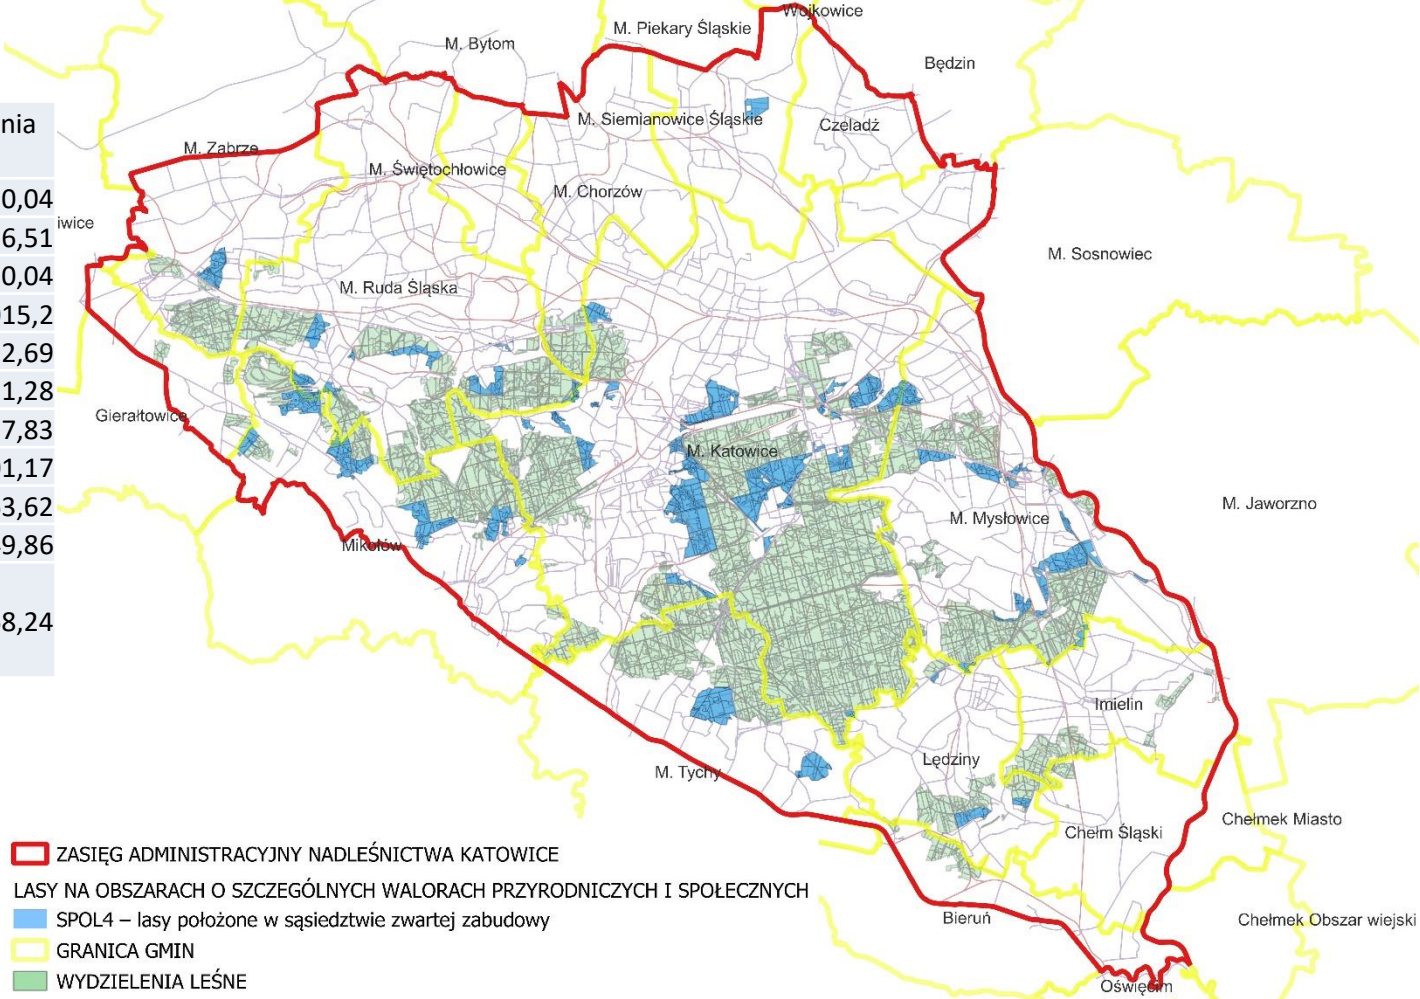 Wojkowice
M. Piekary Śląskie
M. Bytom
Będzin
nia
M. Siemianowice Śląskie
Czeladź
M. Zabrze
M. Świętochłowice
M. Chorzów
0,04
iwice
6,51
M. Sosnowiec
0,04
M. Ruda Śląska
15,2
2,69
1,28
Gierałtowice
7,83
M. Katowice
1,17
3,62
M. Jaworzno
M. Mysłowice
9,86
Mikołów
8,24
Imielin
Lędziny
M. Tychy
Chełm Śląski
Chełmek Miasto
ZASIĘG ADMINISTRACYJNY NADLEŚNICTWA KATOWICE
LASY NA OBSZARACH O SZCZEGÓLNYCH WALORACH PRZYRODNICZYCH I SPOŁECZNYCH
SPOL4 – lasy położone w sąsiedztwie zwartej zabudowy
Bieruń
Chełmek Obszar wiejski
GRANICA GMIN
WYDZIELENIA LEŚNE
Oświęcim